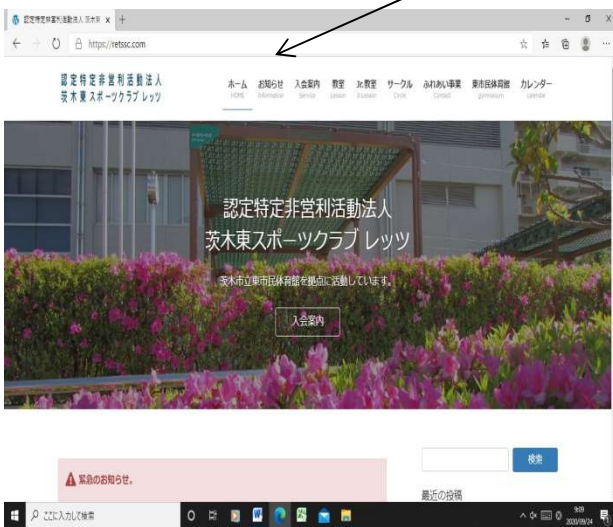 認定特定非営利活動法人 茨木東 x
https://retssc.com
認定特定非営利活動法人
茨木東スポーツクラブ レッツ
ホーム お知らせ 入会案内 教室 Jr.教室 サークル ふれあい事業 東市民体育館 カレンダー
HOME Information Service Lesson Jr.Lesson Circle Contact gymnasium calendar
認定特定非営利活動法人
茨木東スポーツクラブ レッツ
茨木市立東市民体育館を拠点に活動しています。
入会案内
検索
緊急のお知らせ。
最近の投稿
ここに入力して検索
9:09
2020/09/24